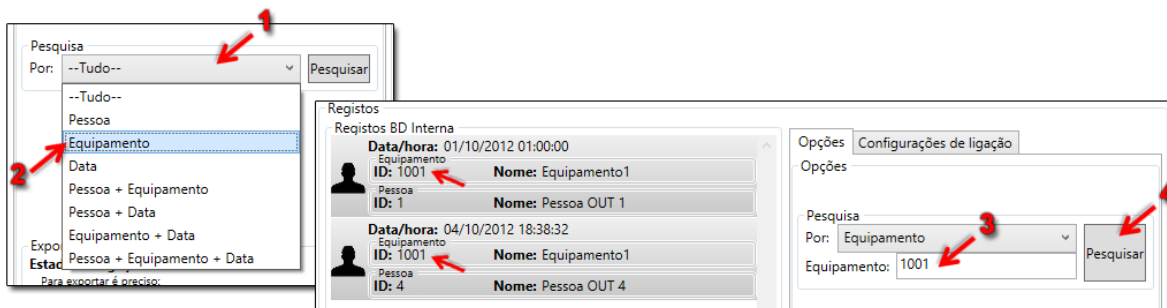 1
Pesquisa
Por: --Tudo-- Pesquisar
--Tudo--
Pessoa
2 Equipamento
Data
Pessoa + Equipamento
Pessoa + Data
Equipamento + Data
Pessoa + Equipamento + Data
Expo
Estad
Para exportar é preciso:
Registos
Registos BD Interna
Data/hora: 01/10/2012 01:00:00
Equipamento
ID: 1001 Nome: Equipamento1
Pessoa
ID: 1 Nome: Pessoa OUT 1
Data/hora: 04/10/2012 18:38:32
Equipamento
ID: 1001 Nome: Equipamento1
Pessoa
ID: 4 Nome: Pessoa OUT 4
Opções Configurações de ligação
Opções
Pesquisa
3
4
Por: Equipamento
Pesquisar
Equipamento: 1001